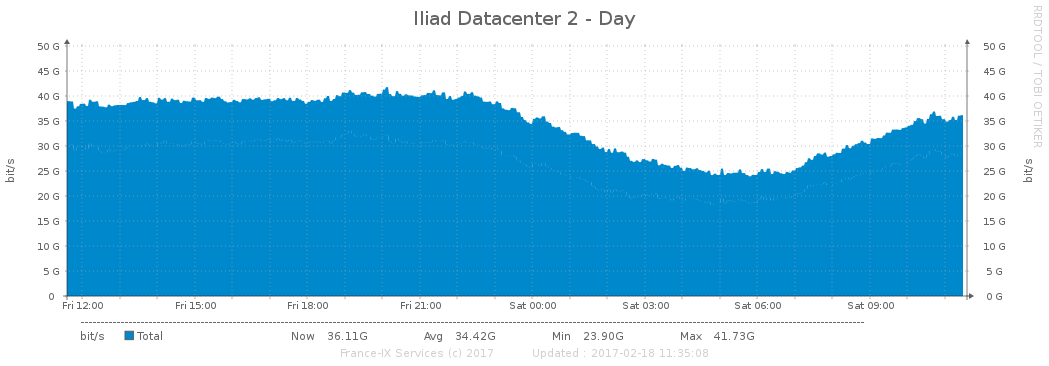 Iliad Datacenter 2 - Day
RRDTOOL / TOBI OETIKER
50 G 50 G
45 G 45 G
40 G 40 G
35 G 35 G
30 G 30 G
25 G 25 G
20 G 20 G
15 G 15 G
10 G 10 G
5 G 5 G
0 0 G
bit/s bit/s
Fri 12:00 Fri 15:00 Fri 18:00 Fri 21:00 Sat 00:00 Sat 03:00 Sat 06:00 Sat 09:00
bit/s Total Now 36.11G Avg 34.42G Min 23.90G Max 41.73G
France-IX Services (c) 2017 Updated : 2017-02-18 11:35:08